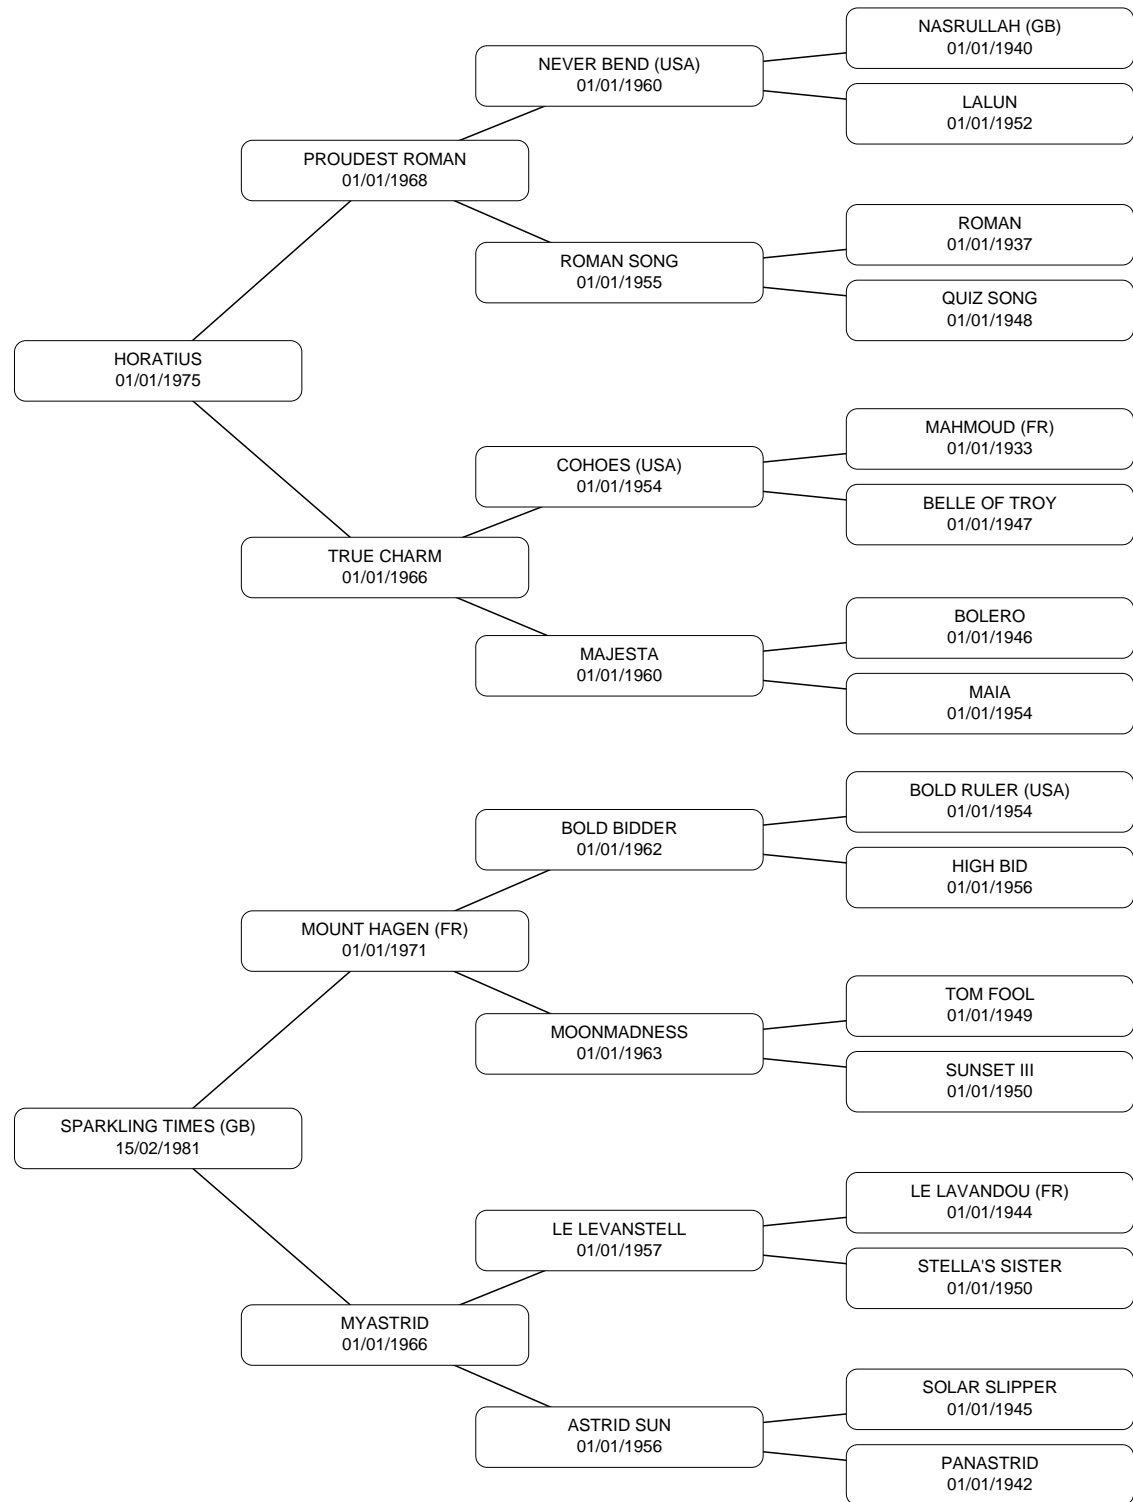 NASRULLAH (GB)
01/01/1940
NEVER BEND (USA)
01/01/1960
LALUN
01/01/1952
PROUDEST ROMAN
01/01/1968
ROMAN
01/01/1937
ROMAN SONG
01/01/1955
QUIZ SONG
01/01/1948
HORATIUS
01/01/1975
MAHMOUD (FR)
01/01/1933
COHOES (USA)
01/01/1954
BELLE OF TROY
01/01/1947
TRUE CHARM
01/01/1966
BOLERO
01/01/1946
MAJESTA
01/01/1960
MAIA
01/01/1954
BOLD RULER (USA)
01/01/1954
BOLD BIDDER
01/01/1962
HIGH BID
01/01/1956
MOUNT HAGEN (FR)
01/01/1971
TOM FOOL
01/01/1949
MOONMADNESS
01/01/1963
SUNSET III
01/01/1950
SPARKLING TIMES (GB)
15/02/1981
LE LAVANDOU (FR)
01/01/1944
LE LEVANSTELL
01/01/1957
STELLA'S SISTER
01/01/1950
MYASTRID
01/01/1966
SOLAR SLIPPER
01/01/1945
ASTRID SUN
01/01/1956
PANASTRID
01/01/1942